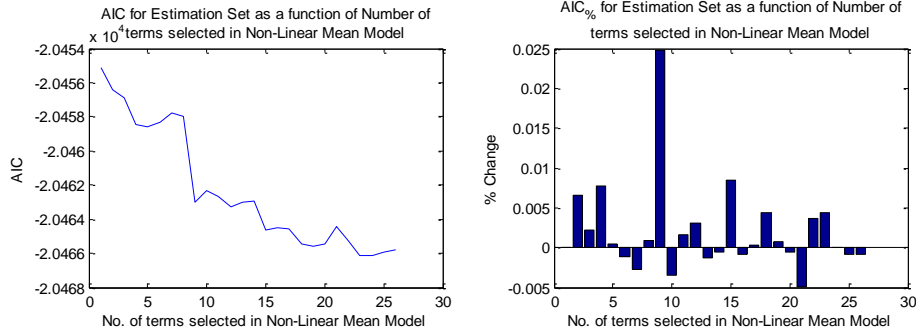 AIC for Estimation Set as a function of Number of
x 10^4 terms selected in Non-Linear Mean Model
-2.0454
-2.0456
-2.0458
-2.046
-2.0462
-2.0464
-2.0466
-2.0468
AIC
0 5 10 15 20 25 30
No. of terms selected in Non-Linear Mean Model
AIC% for Estimation Set as a function of Number of
terms selected in Non-Linear Mean Model
0.025
0.02
0.015
0.01
0.005
0
-0.005
% Change
0 5 10 15 20 25 30
No. of terms selected in Non-Linear Mean Model